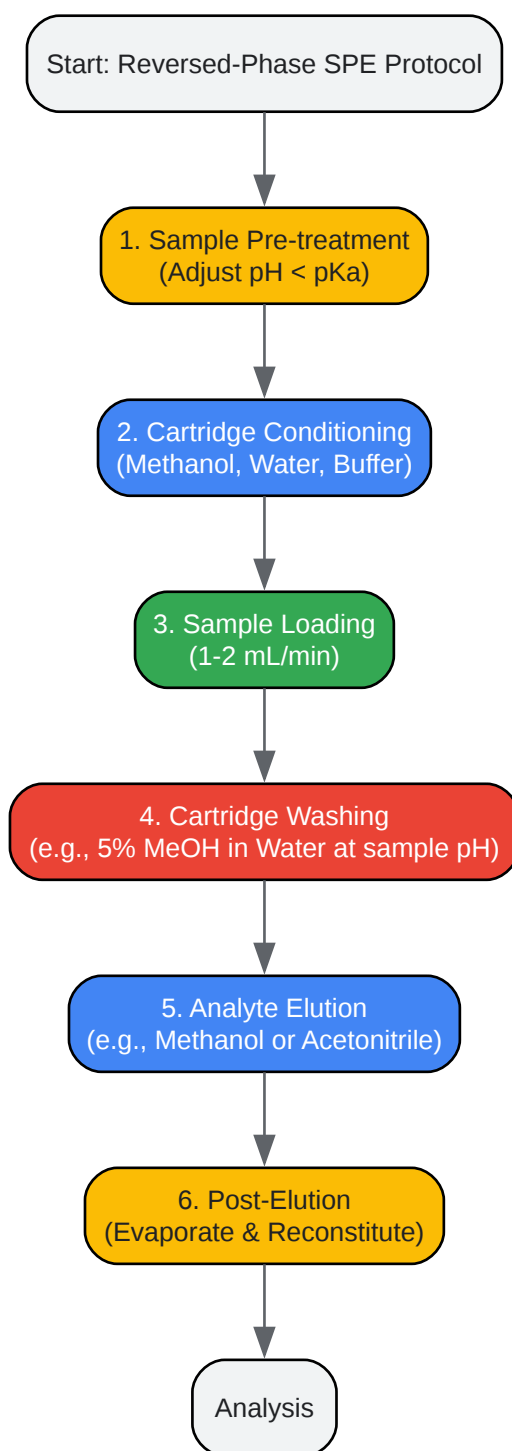 Start: Reversed-Phase SPE Protocol
1. Sample Pre-treatment
(Adjust pH < pKa)
2. Cartridge Conditioning
(Methanol, Water, Buffer)
3. Sample Loading
(1-2 mL/min)
4. Cartridge Washing
(e.g., 5% MeOH in Water at sample pH)
5. Analyte Elution
(e.g., Methanol or Acetonitrile)
6. Post-Elution
(Evaporate & Reconstitute)
Analysis